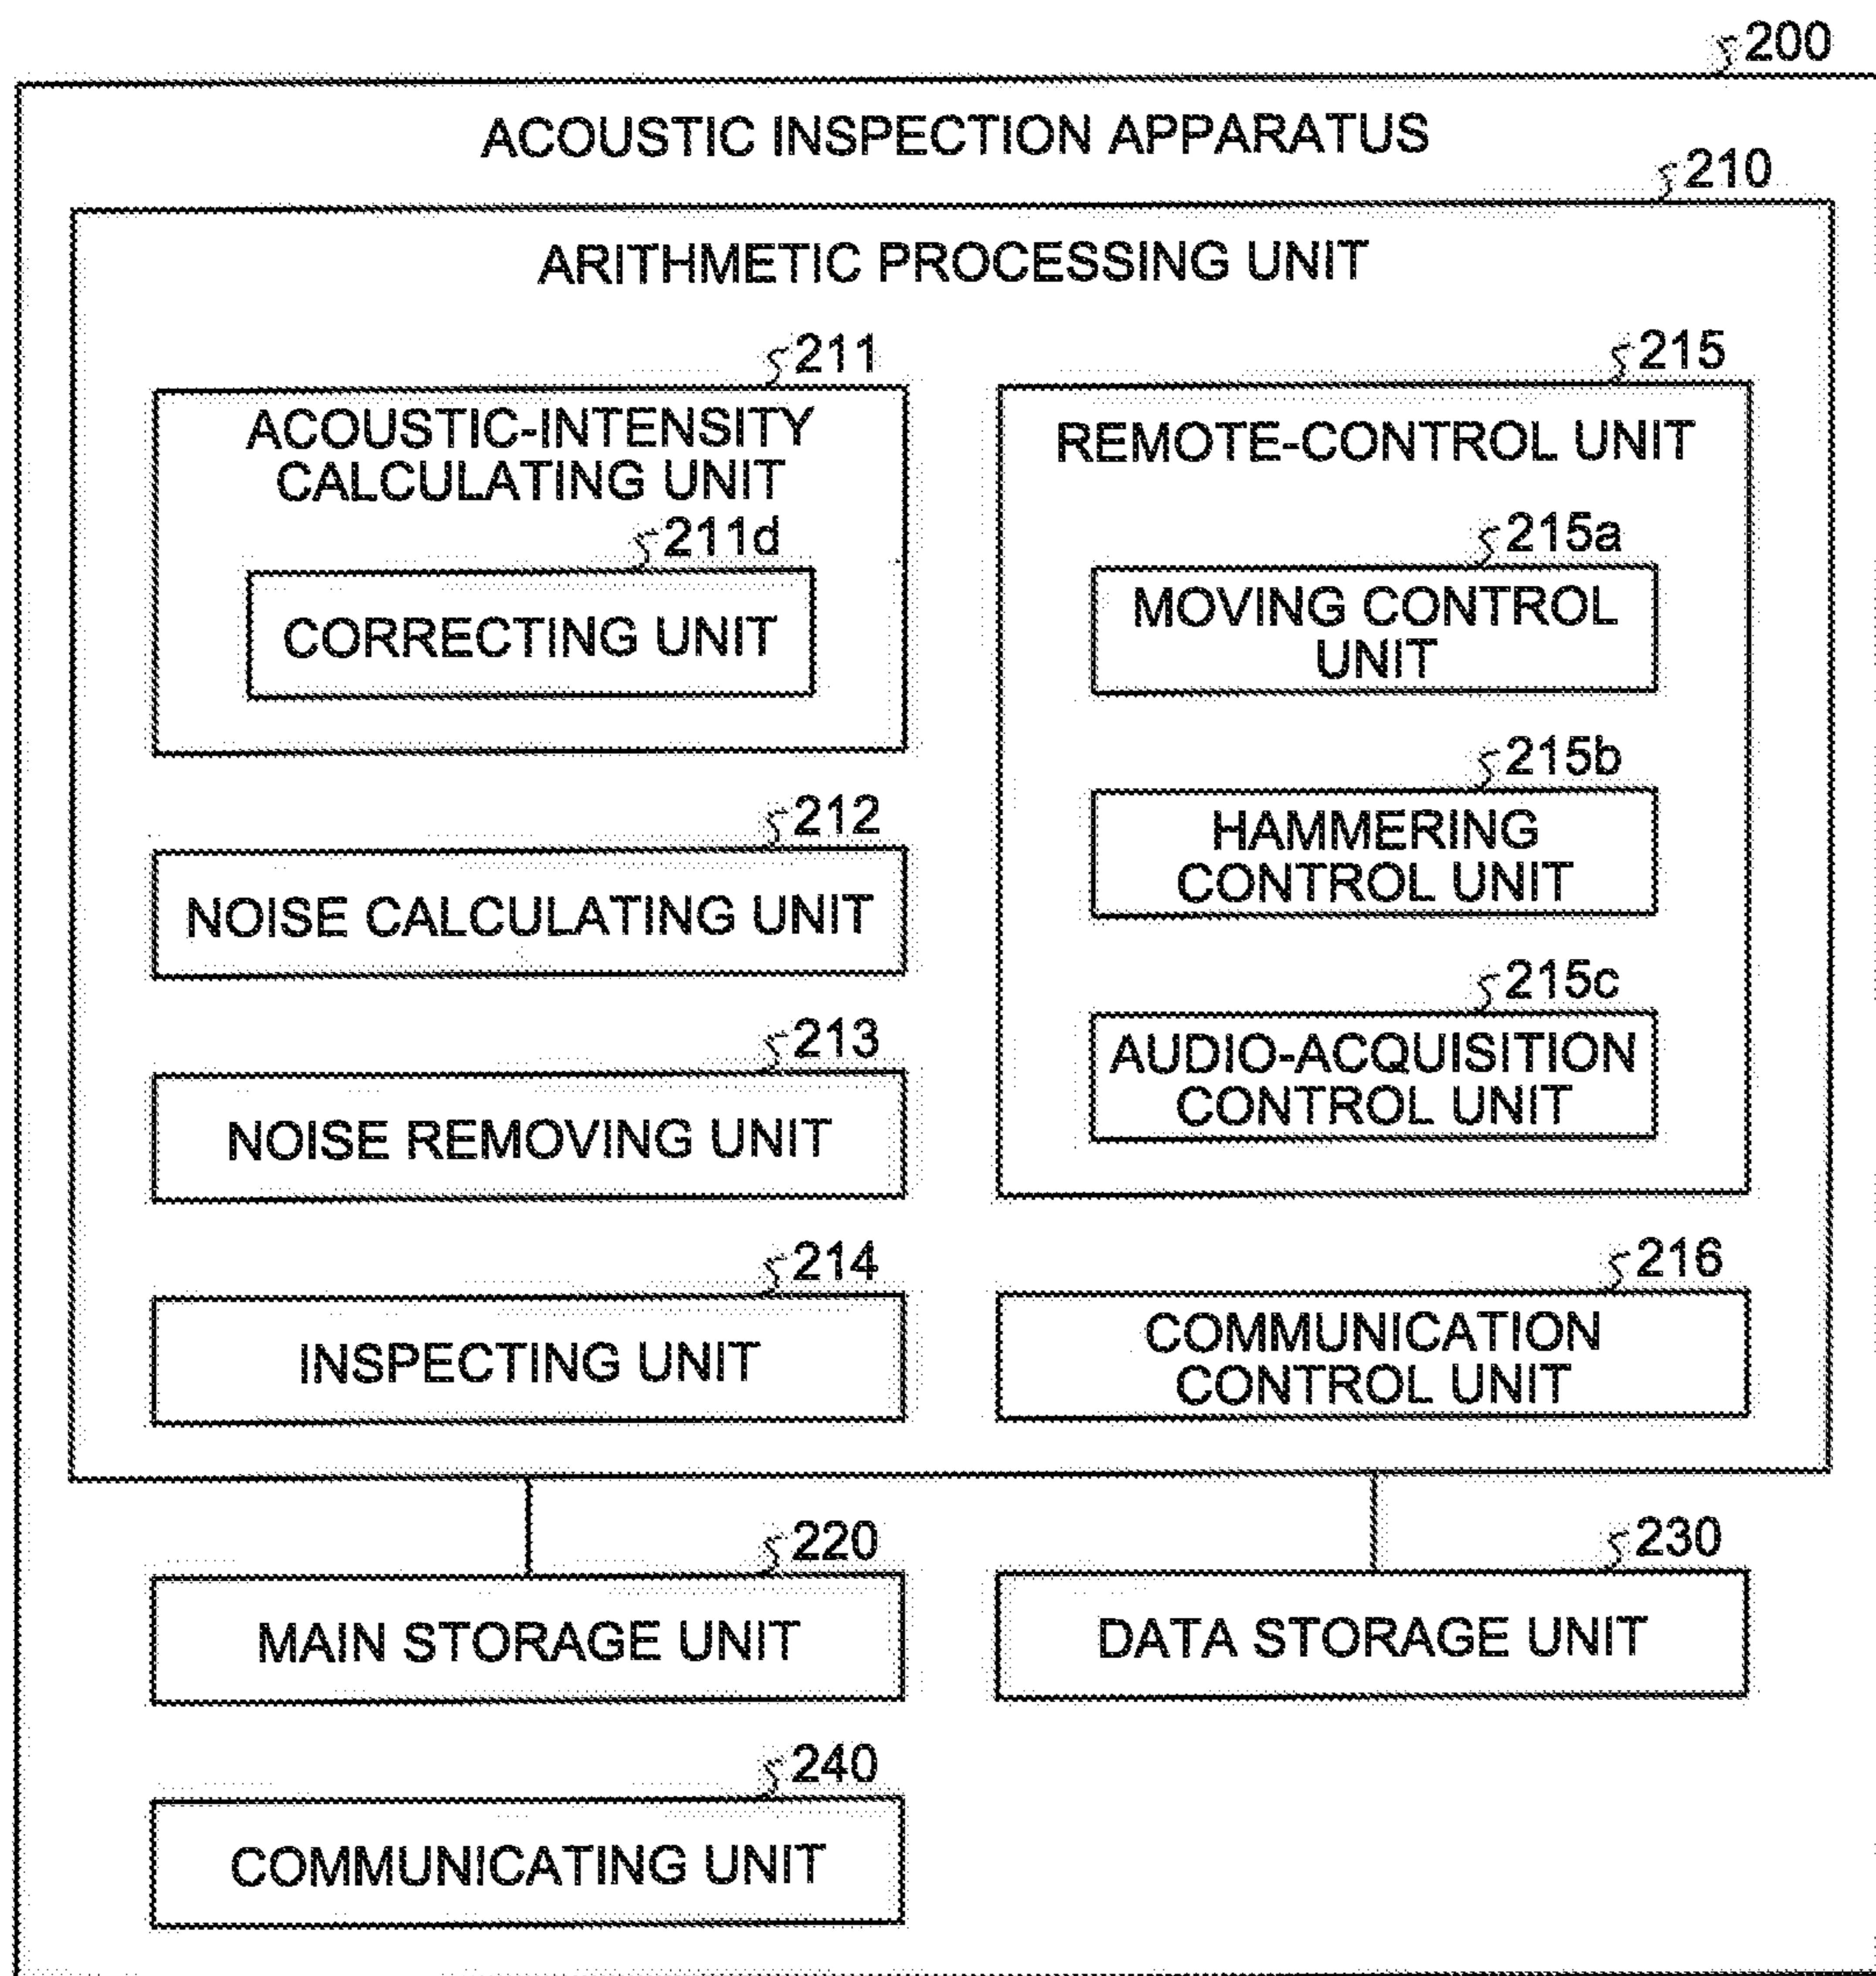 200
ACOUSTIC INSPECTION APPARATUS
210
ARITHMETIC PROCESSING UNIT
211
ACOUSTIC-INTENSITY
CALCULATING UNIT
211d
CORRECTING UNIT
212
NOISE CALCULATING UNIT
213
NOISE REMOVING UNIT
214
INSPECTING UNIT
215
REMOTE-CONTROL UNIT
215a
MOVING CONTROL
UNIT
215b
HAMMERING
CONTROL UNIT
215c
AUDIO-ACQUISITION
CONTROL UNIT
216
COMMUNICATION
CONTROL UNIT
220
MAIN STORAGE UNIT
230
DATA STORAGE UNIT
240
COMMUNICATING UNIT